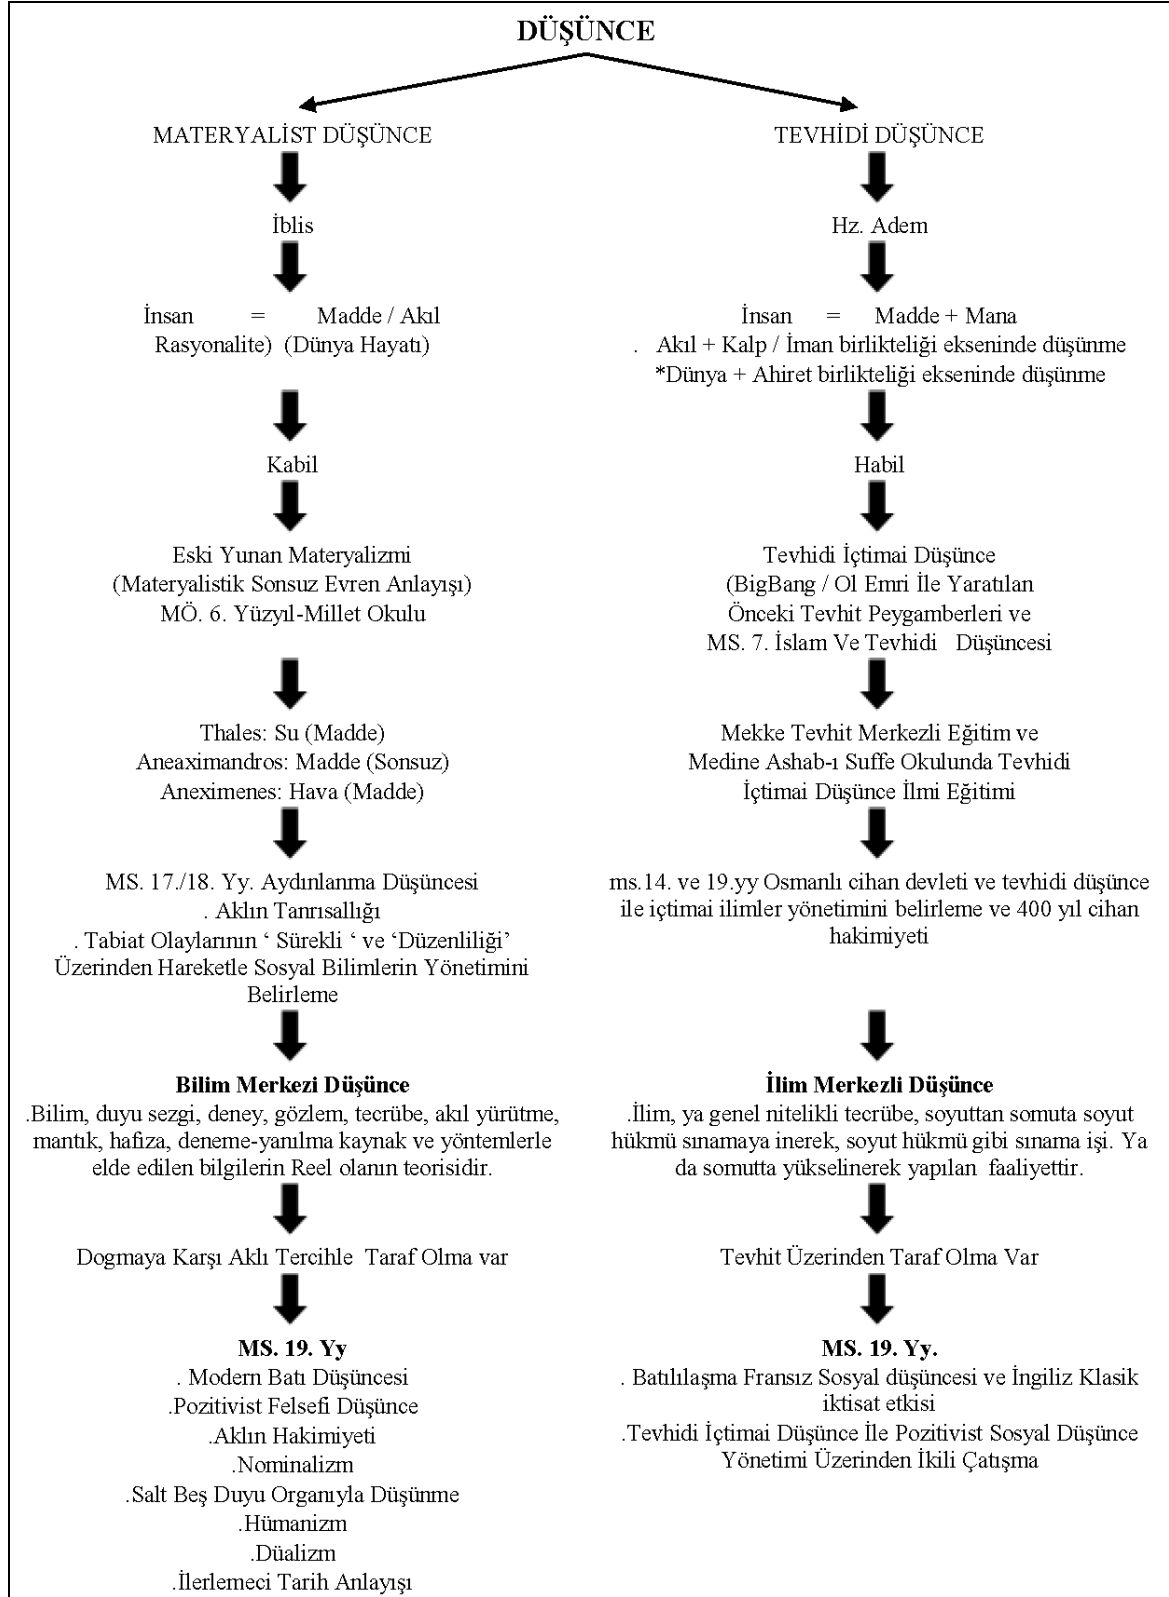 DÜŞÜNCE
MATERYALİST DÜŞÜNCE
İblis
İnsan = Madde / Akıl
Rasyonalite) (Dünya Hayatı)
Kabil
Eski Yunan Materyalizmi
(Materyalistik Sonsuz Evren Anlayışı)
MÖ. 6. Yüzyıl-Millet Okulu
Thales: Su (Madde)
Aneaximandros: Madde (Sonsuz)
Aneximenes: Hava (Madde)
MS. 17./18. Yy. Aydınlanma Düşüncesi
. Aklın Tanrısallığı
. Tabiat Olaylarının ‘ Sürekli ‘ ve ‘Düzenliliği’
Üzerinden Hareketle Sosyal Bilimlerin Yönetimini
Belirleme
Bilim Merkezi Düşünce
.Bilim, duyu sezgi, deney, gözlem, tecrübe, akıl yürütme,
mantık, hafıza, deneme-yanılma kaynak ve yöntemlerle
elde edilen bilgilerin Reel olanın teorisidir.
Dogmaya Karşı Aklı Tercihle Taraf Olma var
MS. 19. Yy
. Modern Batı Düşüncesi
.Pozitivist Felsefi Düşünce
.Aklın Hakimiyeti
.Nominalizm
.Salt Beş Duyu Organıyla Düşünme
.Hümanizm
.Düalizm
.İlerlemeci Tarih Anlayışı
TEVHİDİ DÜŞÜNCE
Hz. Adem
İnsan = Madde + Mana
. Akıl + Kalp / İman birlikteliği ekseninde düşünme
*Dünya + Ahiret birlikteliği ekseninde düşünme
Habil
Tevhidi İçtimai Düşünce
(BigBang / Ol Emri İle Yaratılan
Önceki Tevhit Peygamberleri ve
MS. 7. İslam Ve Tevhidi Düşüncesi
Mekke Tevhit Merkezli Eğitim ve
Medine Ashab-ı Suffe Okulunda Tevhidi
İçtimai Düşünce İlmi Eğitimi
ms.14. ve 19.yy Osmanlı cihan devleti ve tevhidi düşünce
ile içtimai ilimler yönetimini belirleme ve 400 yıl cihan
hakimiyeti
İlim Merkezli Düşünce
.İlim, ya genel nitelikli tecrübe, soyuttan somuta soyut
hükmü sınamaya inerek, soyut hükmü gibi sınama işi. Ya
da somutta yükselinerek yapılan faaliyettir.
Tevhit Üzerinden Taraf Olma Var
MS. 19. Yy.
. Batılılaşma Fransız Sosyal düşüncesi ve İngiliz Klasik
iktisat etkisi
.Tevhidi İçtimai Düşünce İle Pozitivist Sosyal Düşünce
Yönetimi Üzerinden İkili Çatışma